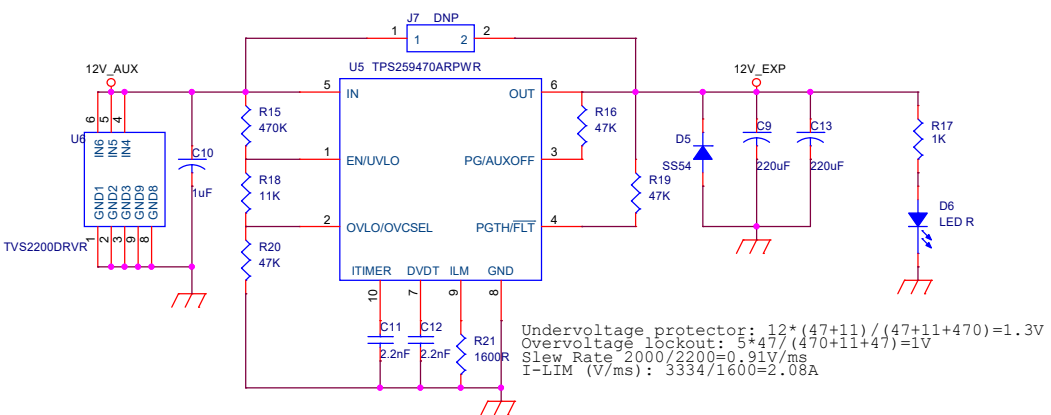 J7 DNP
1 1 2 2
12V_AUX
U5 TPS259470ARPWR
12V_EXP
5 IN
OUT 6
6 5 4
U6
IN6 IN5 IN4
R15
470K
R16
47K
C10
1uF
1 EN/UVLO
PG/AUXOFF 3
D5
SS54
C9
220uF
C13
220uF
R17
1K
R18
11K
R19
47K
GND1 GND2 GND3 GND9 GND8
2 OVLO/OVCSEL
PGTH/FLT 4
D6
LED R
TVS2200DRVR
1 2 3 9 8
R20
47K
ITIMER DVDT ILM GND
10 7 9 8
C11
2.2nF
C12
2.2nF
R21
1600R
Undervoltage protector: 12*(47+11)/(47+11+470)=1.3V
Overvoltage lockout: 5*47/(470+11+47)=1V
Slew Rate 2000/2200=0.91V/ms
I-LIM (V/ms): 3334/1600=2.08A